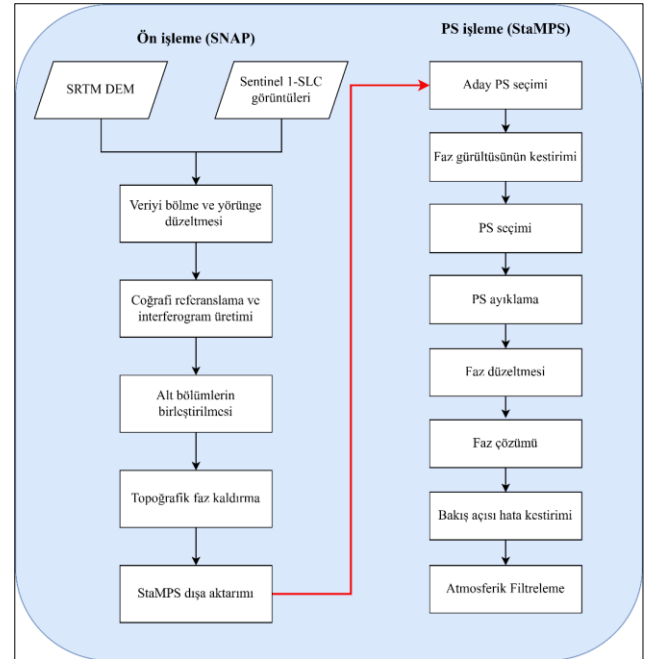 Ön işleme (SNAP)
SRTM DEM
Sentinel 1-SLC
görüntüleri
Veriyi bölme ve yörünge
düzeltmesi
Coğrafi referanslama ve
interferogram üretimi
Alt bölümlerin
birleştirilmesi
Topoğrafik faz kaldırma
StaMPS dışa aktarımı
PS işleme (StaMPS)
Aday PS seçimi
Faz gürültüsünün kestirimi
PS seçimi
PS ayıklama
Faz düzeltmesi
Faz çözümü
Bakış açısı hata kestirimi
Atmosferik Filtreleme